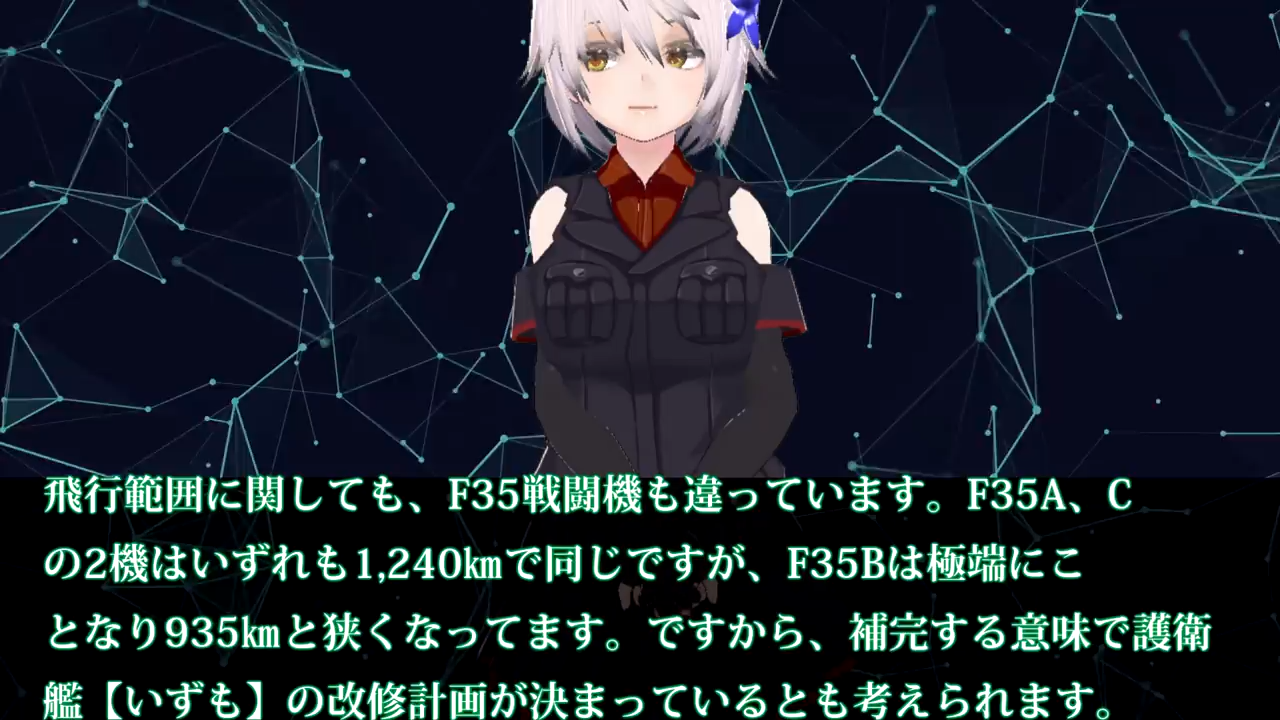 飛行範囲に関しても、F35戦闘機も違っています。F35A、C
の2機はいずれも1,240㎞で同じですが、F35Bは極端にこ
となり935㎞と狭くなってます。ですから、補完する意味で護衛
艦【いずも】の改修計画が決まっているとも考えられます。